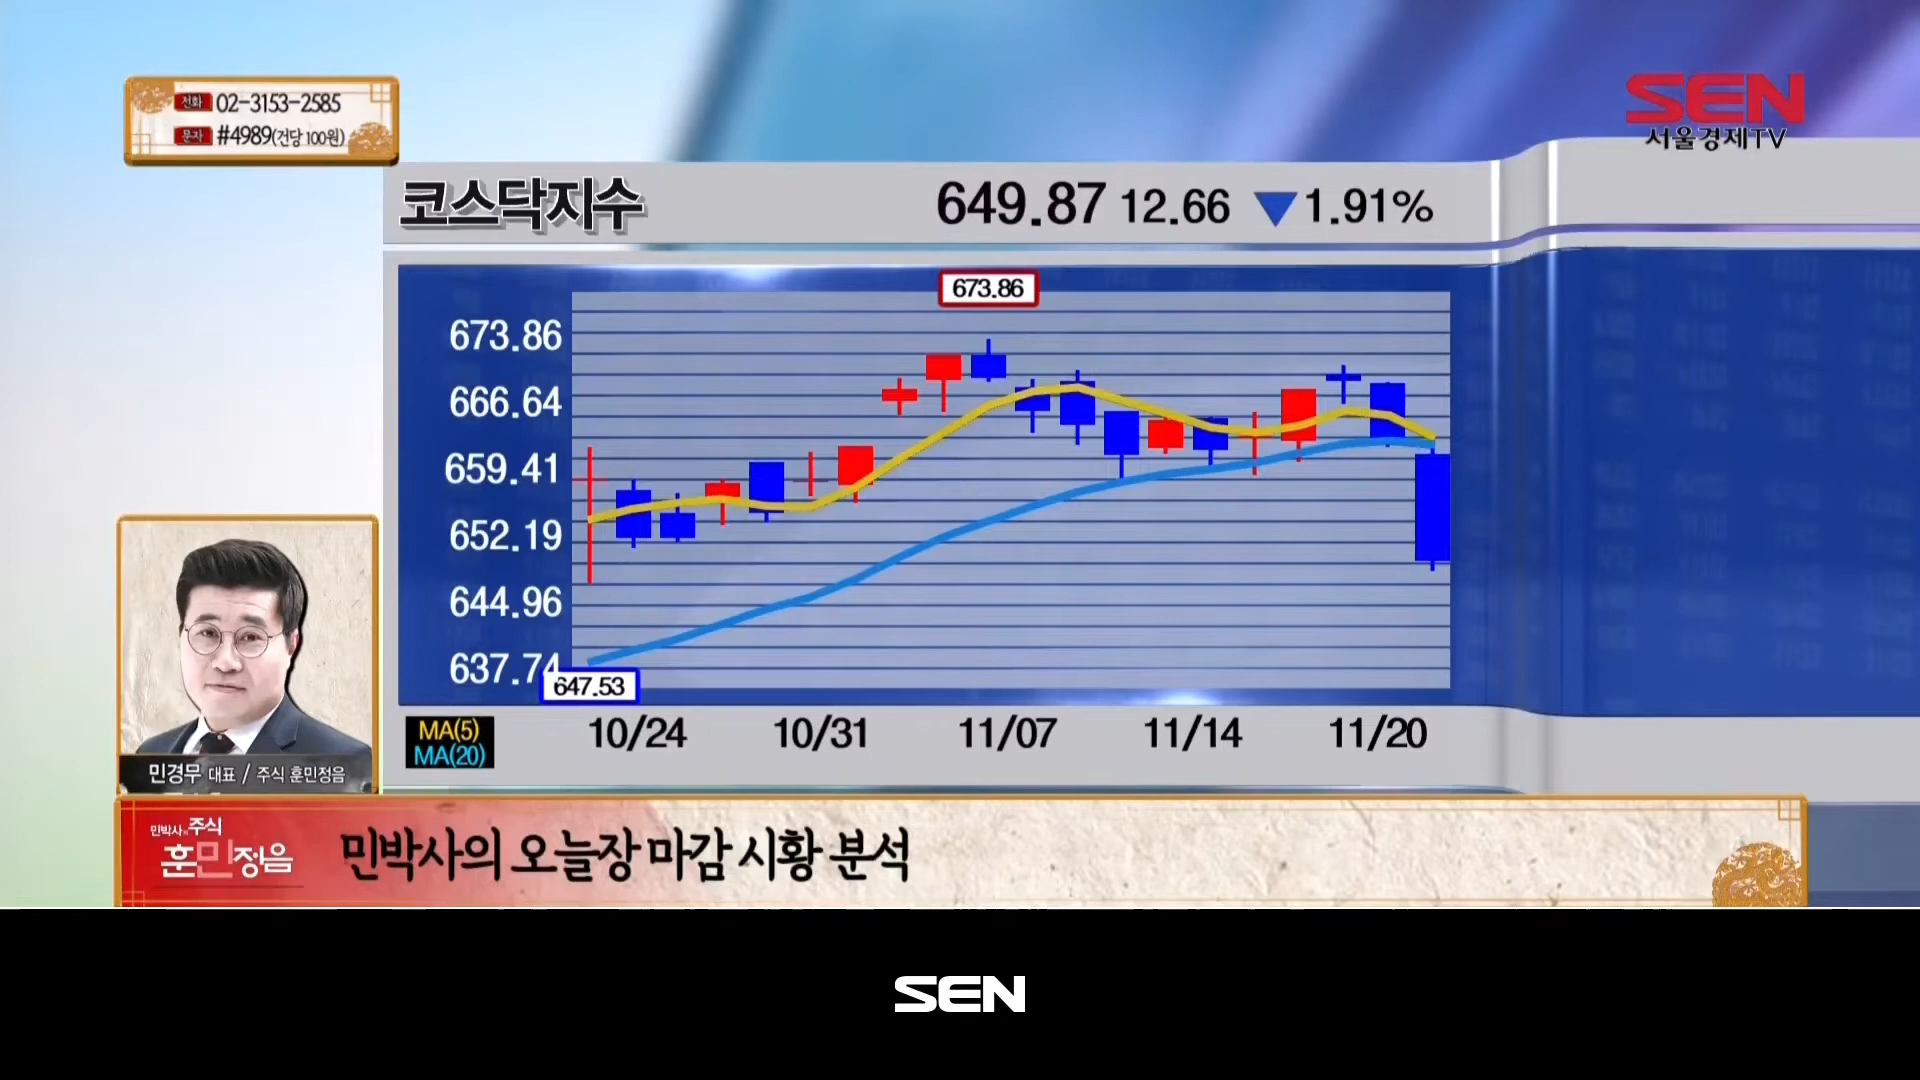 전화 02-3153-2585
문자 #4989(건당 100원)
SEN
서울경제TV
코스닥지수 649.87 12.66 ▼1.91%
673.86
673.86
666.64
659.41
652.19
644.96
637.74
647.53
MA(5)
MA(20)
10/24 10/31 11/07 11/14 11/20
민경무 대표 / 주식 훈민정음
민박사의 주식
훈민정음
민박사의 오늘장 마감 시황 분석
SEN